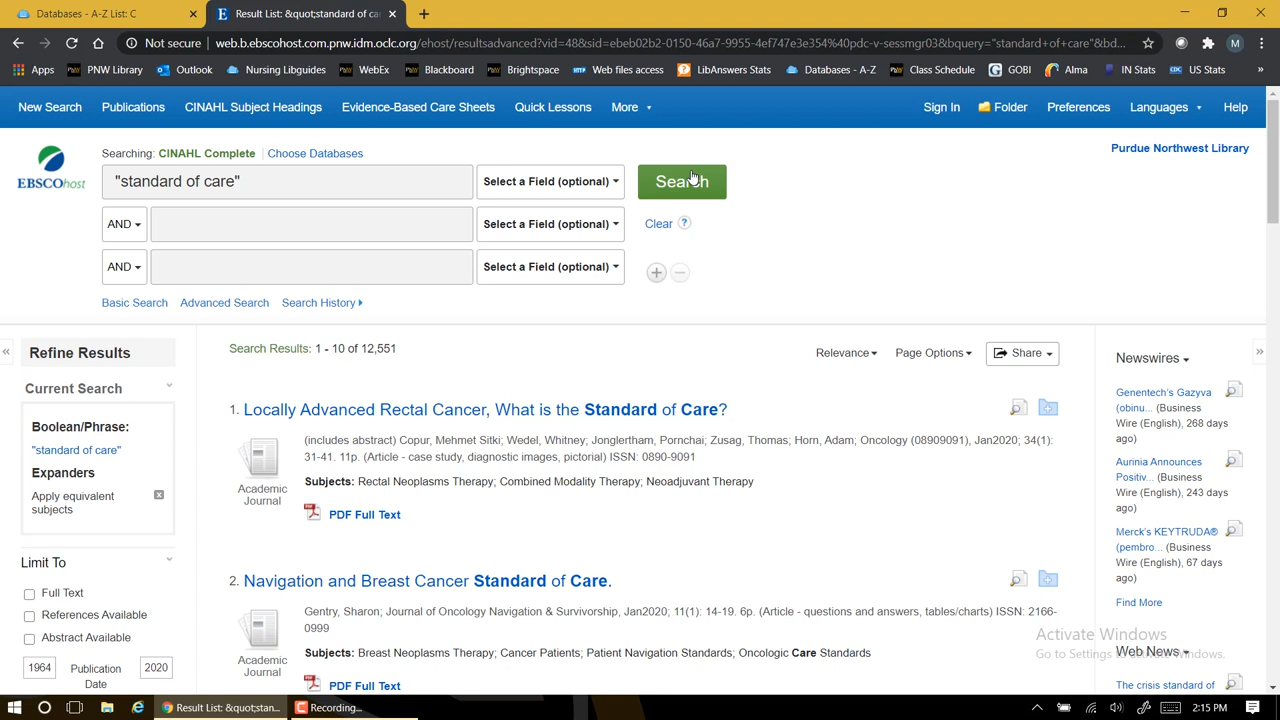 Databases - A-Z List: C
Result List: &quot;standard of ca
Not secure
web.b.ebscohost.com.pnw.idm.oclc.org/ehost/resultsadvanced?vid=48&sid=ebeb02b2-0150-46a7-9955-4ef747e3e354%40pdc-v-sessmgr03&bquery="standard+of+care"&bd...
M
Apps
PNW Library
Outlook
Nursing Libguides
WebEx
Blackboard
Brightspace
Web files access
LibAnswers Stats
Databases - A-Z
Class Schedule
GOBI
Alma
IN Stats
US Stats
»
New Search
Publications
CINAHL Subject Headings
Evidence-Based Care Sheets
Quick Lessons
More
Sign In
Folder
Preferences
Languages
Help
Searching: CINAHL Complete
Choose Databases
Purdue Northwest Library
EBSCOhost
"standard of care"
Select a Field (optional)
Search
AND
Select a Field (optional)
Clear
?
AND
Select a Field (optional)
Basic Search
Advanced Search
Search History
Refine Results
Current Search
Boolean/Phrase:
"standard of care"
Expanders
Apply equivalent
subjects
Limit To
Full Text
References Available
Abstract Available
1964
Publication
Date
2020
Search Results: 1 - 10 of 12,551
Relevance
Page Options
Share
1. Locally Advanced Rectal Cancer, What is the Standard of Care?
(includes abstract) Copur, Mehmet Sitki; Wedel, Whitney; Jonglertham, Pornchai; Zusag, Thomas; Horn, Adam; Oncology (08909091), Jan2020; 34(1):
31-41. 11p. (Article - case study, diagnostic images, pictorial) ISSN: 0890-9091
Subjects: Rectal Neoplasms Therapy; Combined Modality Therapy; Neoadjuvant Therapy
Academic
Journal
PDF Full Text
2. Navigation and Breast Cancer Standard of Care.
Gentry, Sharon; Journal of Oncology Navigation & Survivorship, Jan2020; 11(1): 14-19. 6p. (Article - questions and answers, tables/charts) ISSN: 2166-
0999
Subjects: Breast Neoplasms Therapy; Cancer Patients; Patient Navigation Standards; Oncologic Care Standards
Academic
Journal
PDF Full Text
Newswires
Genentech's Gazyva
(obinu... (Business
Wire (English), 268 days
ago)
Aurinia Announces
Positiv... (Business
Wire (English), 243 days
ago)
Merck's KEYTRUDA®
(pembro... (Business
Wire (English), 67 days
ago)
Find More
Web News
The crisis standard of
Activate Windows
Go to Settings to activate Windows.
Result List: &quot;stan...
Recording...
2:15 PM